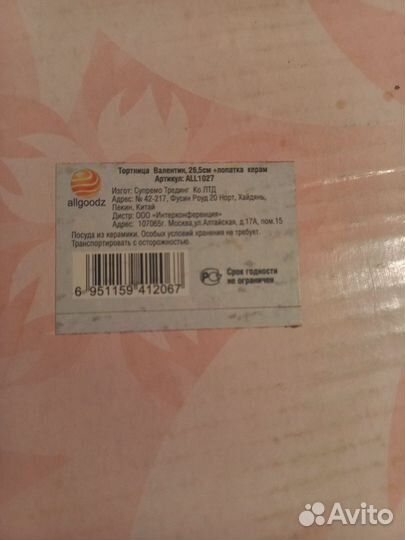 Тортница Валентин, 26,5см +лопатка керам
Артикул: ALL1027
allgoodz
Изгот: Супремо Трединг Ко.ЛТД
Адрес: № 42-217, Фусин Роуд 20 Норт, Хайдянь,
Пекин, Китай
Дистр: ООО «Интерконференция»
Адрес: 107065г. Москва,ул.Алтайская, д.17А, пом.15
Посуда из керамики. Особых условий хранения не требует.
Транспортировать с осторожностью.
6 951159 412067
РСТ
Срок годности
не ограничен
Avito